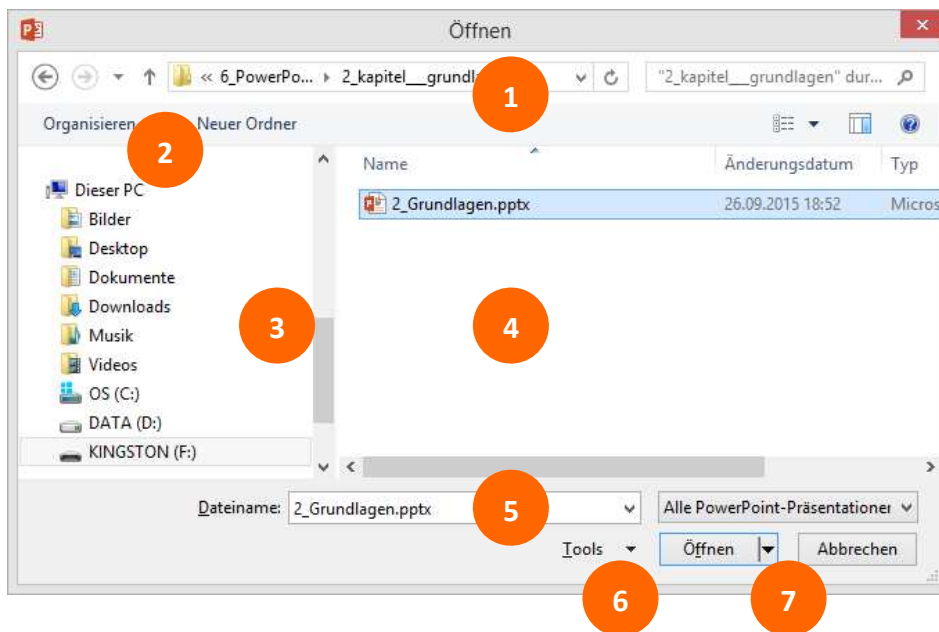 Öffnen
« 6_PowerPo... 2_kapitel__grundl
"2_kapitel__grundlagen" dur...
1
Organisieren Neuer Ordner
2
Name Änderungsdatum Typ
Dieser PC
2_Grundlagen.pptx 26.09.2015 18:52 Micros
Bilder
Desktop
Dokumente
Downloads
3
4
Musik
Videos
OS (C:)
DATA (D:)
KINGSTON (F:)
Dateiname: 2_Grundlagen.pptx Alle PowerPoint-Präsentationen
5
Tools Öffnen Abbrechen
6
7